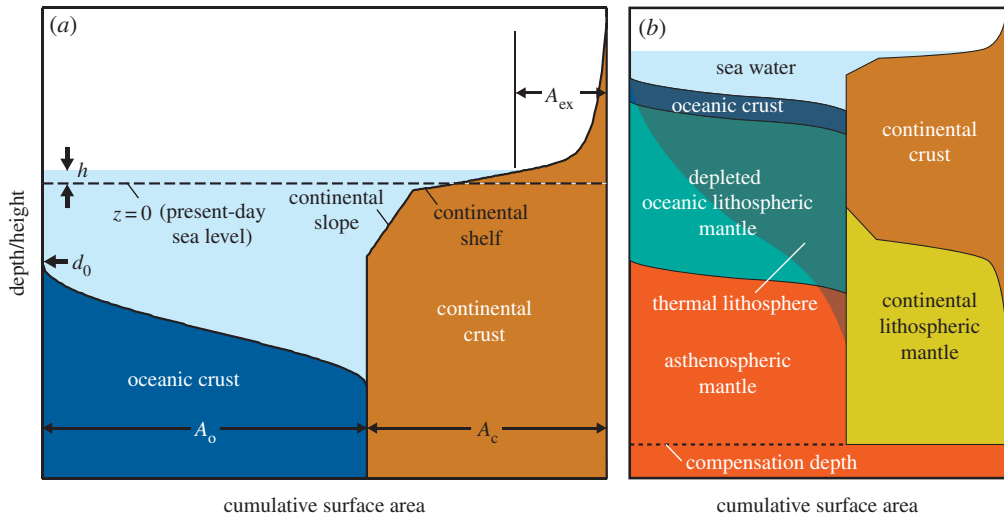 (a)
A_ex
h
z = 0 (present-day
sea level)
continental
slope
continental
shelf
d_0
continental
crust
oceanic crust
A_o
A_c
depth/height
cumulative surface area
(b)
sea water
oceanic crust
continental
crust
depleted
oceanic lithospheric
mantle
thermal lithosphere
continental
lithospheric
mantle
asthenospheric
mantle
compensation depth
cumulative surface area